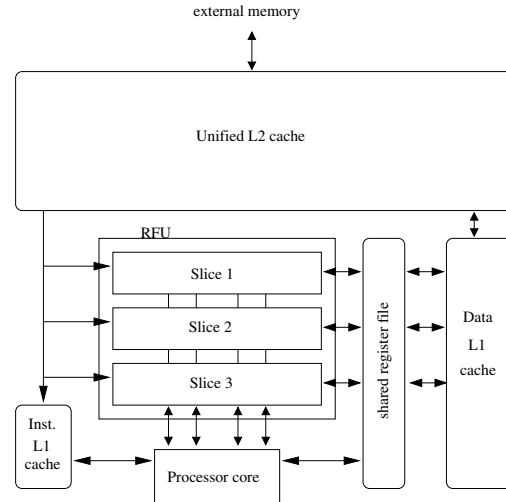 external memory
Unified L2 cache
RFU
Slice 1
Slice 2
Slice 3
shared register file
Data
L1
cache
Inst.
L1
cache
Processor core